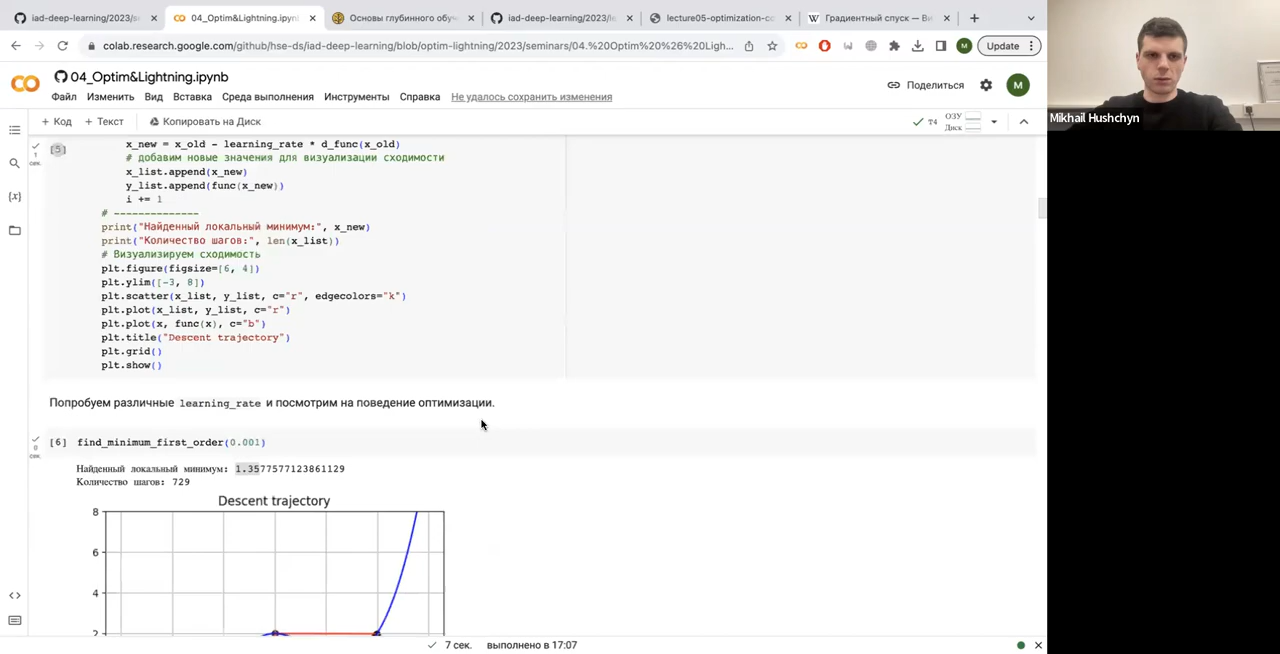 iad-deep-learning/2023/s
04_Optim&Lightning.ipyn
Основы глубинного обу
iad-deep-learning/2023/le
lecture05-optimization-co
Градиентный спуск — Ви
colab.research.google.com/github/hse-ds/iad-deep-learning/blob/optim-lightning/2023/seminars/04.%20Optim%20%26%20Ligh...
Update
04_Optim&Lightning.ipynb
Поделиться
Файл Изменить Вид Вставка Среда выполнения Инструменты Справка Не удалось сохранить изменения
+ Код + Текст Копировать на Диск
T4 ОЗУ Диск
Mikhail Hushchyn
[5]
1 сек.
x_new = x_old - learning_rate * d_func(x_old)
# добавим новые значения для визуализации сходимости
x_list.append(x_new)
y_list.append(func(x_new))
i += 1
# --------------
print("Найденный локальный минимум:", x_new)
print("Количество шагов:", len(x_list))
# Визуализируем сходимость
plt.figure(figsize=[6, 4])
plt.ylim([-3, 8])
plt.scatter(x_list, y_list, c="r", edgecolors="k")
plt.plot(x_list, y_list, c="r")
plt.plot(x, func(x), c="b")
plt.title("Descent trajectory")
plt.grid()
plt.show()
Попробуем различные learning_rate и посмотрим на поведение оптимизации.
[6] find_minimum_first_order(0.001)
0 сек.
Найденный локальный минимум: 1.3577577123861129
Количество шагов: 729
Descent trajectory
8
6
4
2
7 сек. выполнено в 17:07